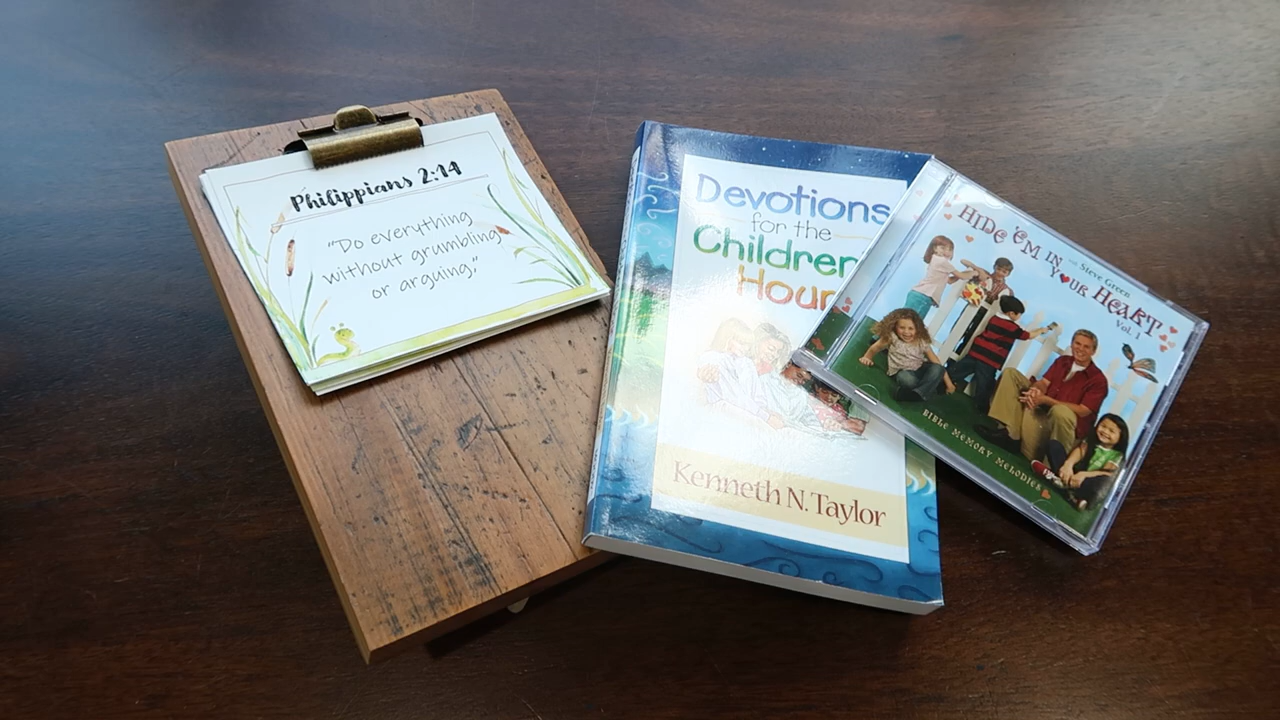 Philippians 2:14
"Do everything
without grumbling
or arguing."
Devotions
for the
Children
Hour
Kenneth N. Taylor
HIDE 'EM IN
YOUR HEART
with Steve Green
VOL. 1
BIBLE MEMORY MELODIES